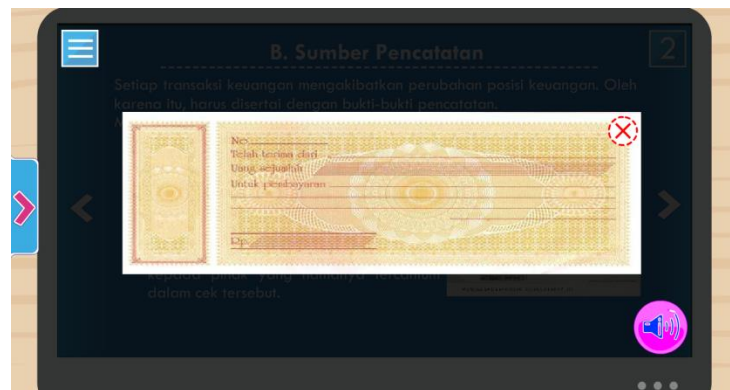 B. Sumber Pencatatan
2
Setiap transaksi keuangan mengakibatkan perubahan posisi keuangan. Oleh
karena itu, harus disertai dengan bukti-bukti pencatatan.
No.
Telah terima dari
Uang sejumlah
Untuk pembayaran
Rp.
kepada pihak yang namanya tercantum
dalam cek tersebut.